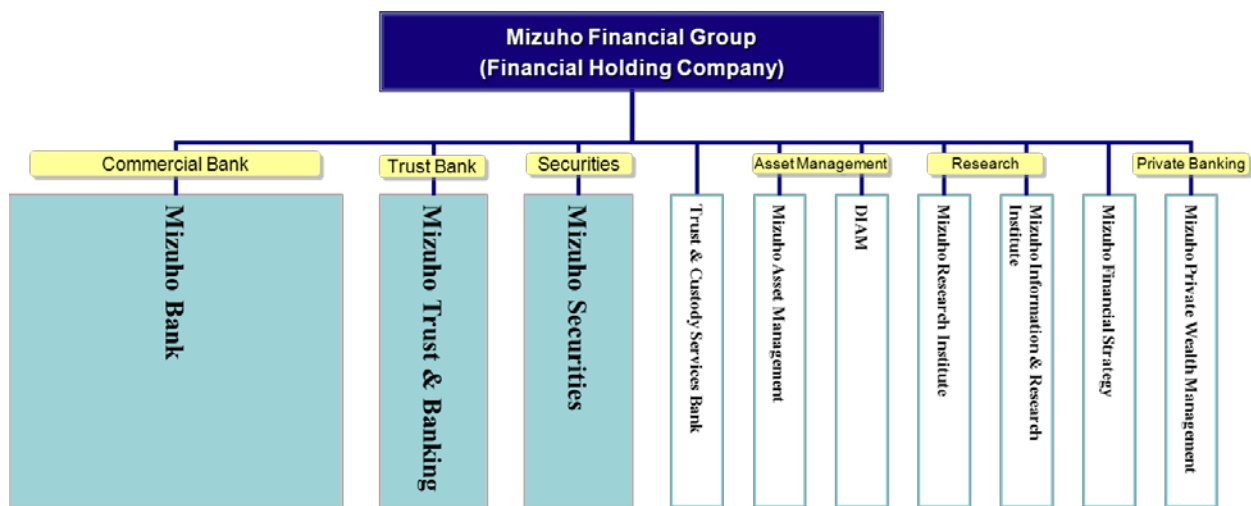 Mizuho Financial Group
(Financial Holding Company)
Commercial Bank
Trust Bank
Securities
Asset Management
Research
Private Banking
Mizuho Bank
Mizuho Trust & Banking
Mizuho Securities
Trust & Custody Services Bank
Mizuho Asset Management
DIAM
Mizuho Research Institute
Mizuho Information & Research
Institute
Mizuho Financial Strategy
Mizuho Private Wealth Management